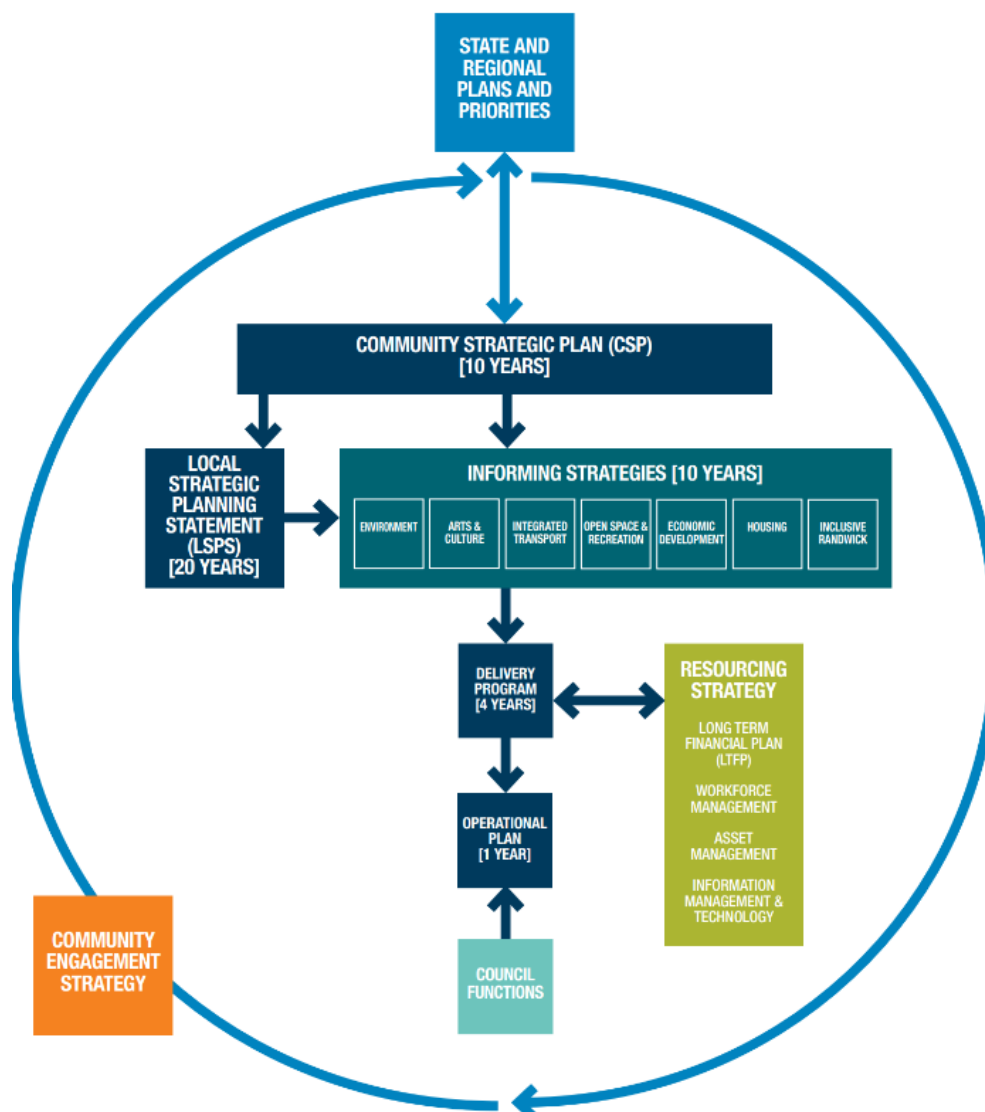 STATE AND
REGIONAL
PLANS AND
PRIORITIES
COMMUNITY STRATEGIC PLAN (CSP)
[10 YEARS]
LOCAL
STRATEGIC
PLANNING
STATEMENT
(LSPS)
[20 YEARS]
INFORMING STRATEGIES [10 YEARS]
ENVIRONMENT
ARTS &
CULTURE
INTEGRATED
TRANSPORT
OPEN SPACE &
RECREATION
ECONOMIC
DEVELOPMENT
HOUSING
INCLUSIVE
RANDWICK
DELIVERY
PROGRAM
[4 YEARS]
RESOURCING
STRATEGY
LONG TERM
FINANCIAL PLAN
(LTFP)
WORKFORCE
MANAGEMENT
ASSET
MANAGEMENT
INFORMATION
MANAGEMENT &
TECHNOLOGY
OPERATIONAL
PLAN
[1 YEAR]
COMMUNITY
ENGAGEMENT
STRATEGY
COUNCIL
FUNCTIONS